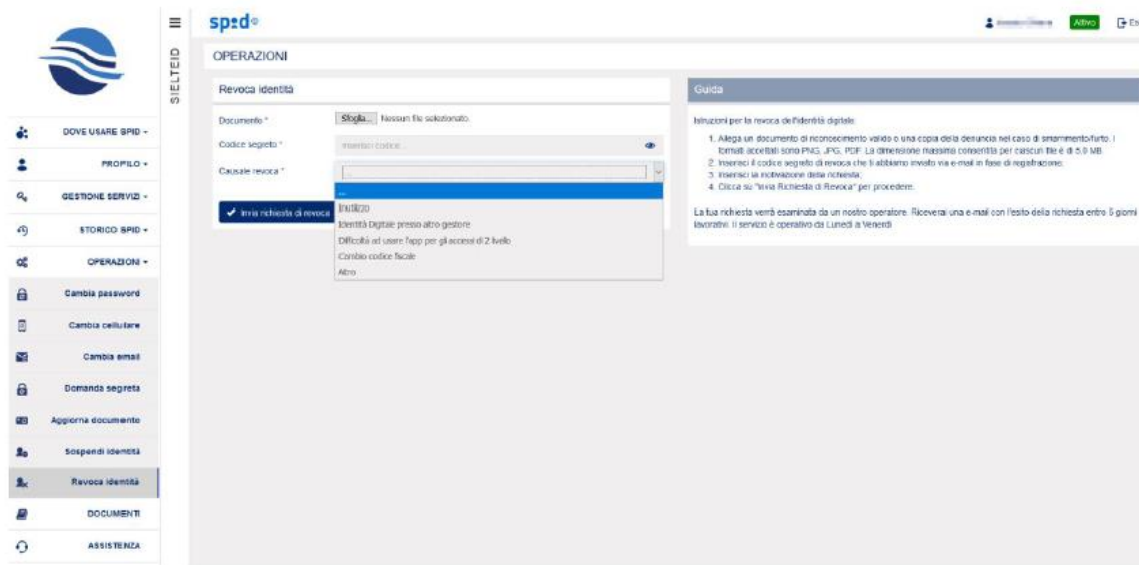 spid
Attivo
SIELTEID
OPERAZIONI
Revoca identità
Documento *
Sfoglia... Nessun file selezionato.
Codice segreto *
Inserisci codice...
Causale revoca *
...
...
Inutilizzo
Identità Digitale presso altro gestore
Difficoltà ad usare l'app per gli accessi di 2 livello
Cambio codice fiscale
Altro
Invia richiesta di revoca
Guida
Istruzioni per la revoca dell'identità digitale:
1. Allega un documento di riconoscimento valido o una copia della denuncia nel caso di smarrimento/furto. I
formati accettati sono PNG, JPG, PDF. La dimensione massima consentita per ciascun file è di 5.0 MB.
2. Inserisci il codice segreto di revoca che ti abbiamo inviato via e-mail in fase di registrazione;
3. Inserisci la motivazione della richiesta;
4. Clicca su "Invia Richiesta di Revoca" per procedere.
La tua richiesta verrà esaminata da un nostro operatore. Riceverai una e-mail con l'esito della richiesta entro 5 giorni
lavorativi. Il servizio è operativo da Lunedì a Venerdì
DOVE USARE SPID
PROFILO
GESTIONE SERVIZI
STORICO SPID
OPERAZIONI
Cambia password
Cambia cellulare
Cambia email
Domanda segreta
Aggiorna documento
Sospendi identità
Revoca identità
DOCUMENTI
ASSISTENZA